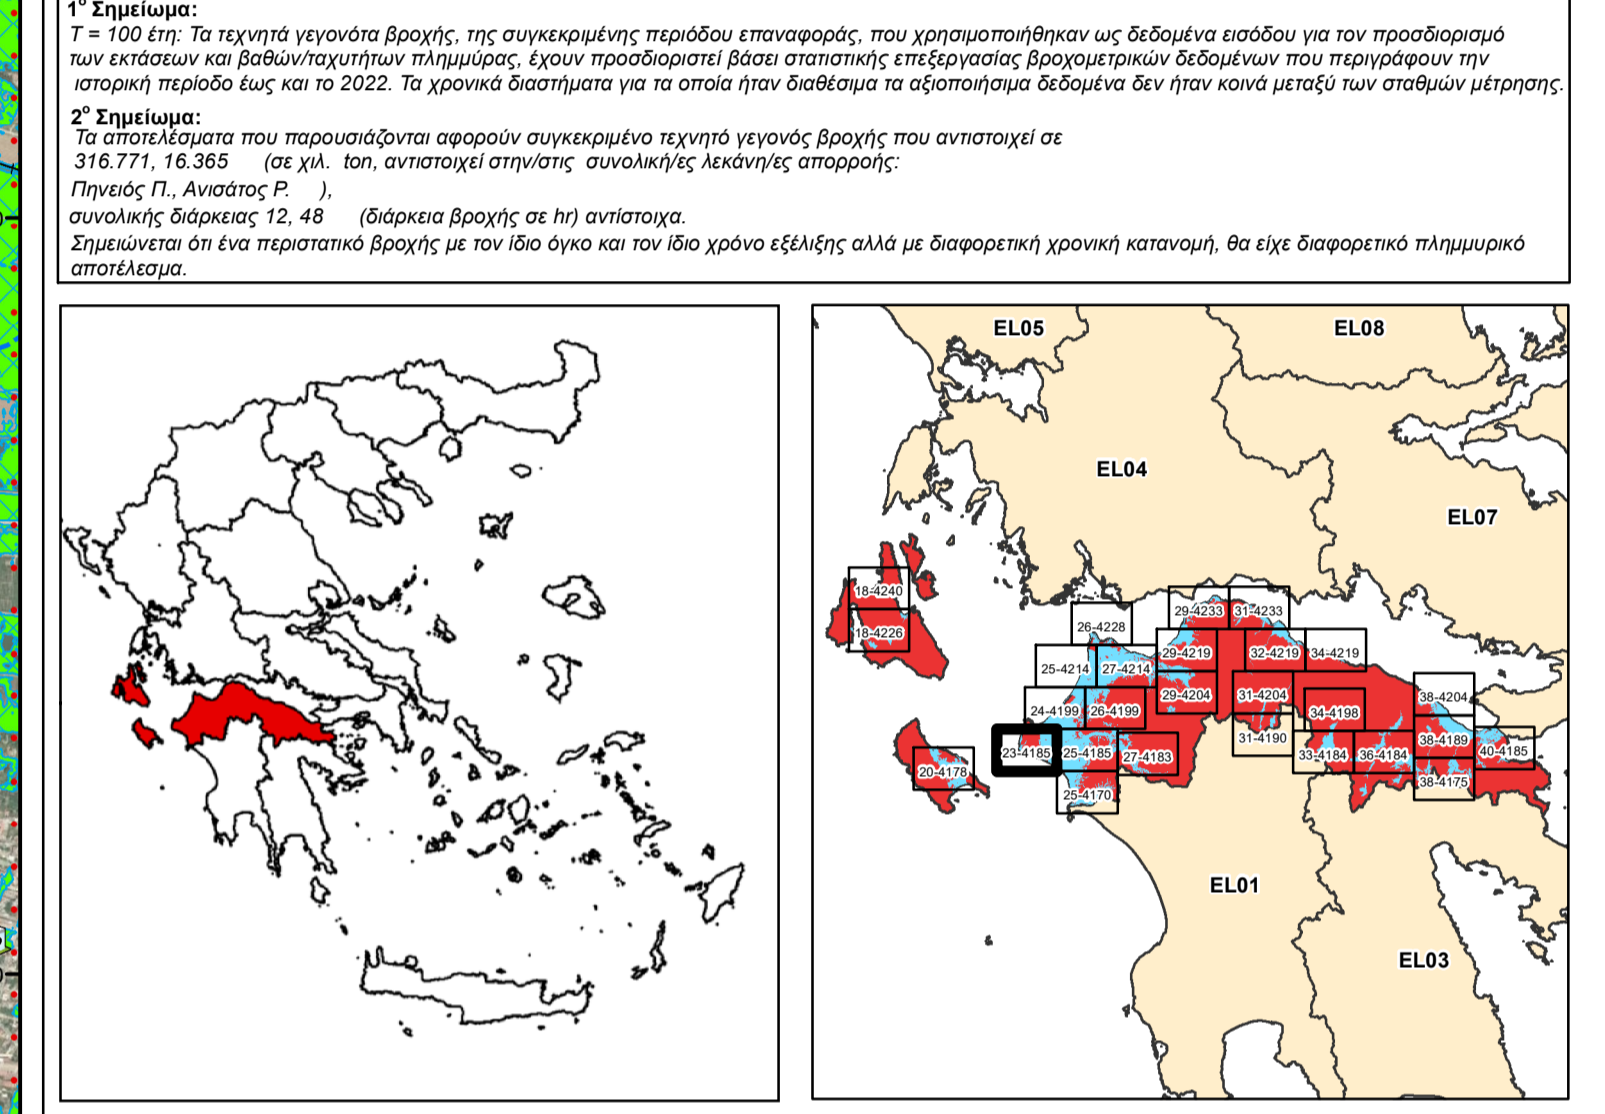 1ο Σημείωμα:
T = 100 έτη: Τα τεχνητά γεγονότα βροχής, της συγκεκριμένης περιόδου επαναφοράς, που χρησιμοποιήθηκαν ως δεδομένα εισόδου για τον προσδιορισμό
των εκτάσεων και βαθών/ταχυτήτων πλημμύρας, έχουν προσδιοριστεί βάσει στατιστικής επεξεργασίας βροχομετρικών δεδομένων που περιγράφουν την
ιστορική περίοδο έως και το 2022. Τα χρονικά διαστήματα για τα οποία ήταν διαθέσιμα τα αξιοποιήσιμα δεδομένα δεν ήταν κοινά μεταξύ των σταθμών μέτρησης.
2ο Σημείωμα:
Τα αποτελέσματα που παρουσιάζονται αφορούν συγκεκριμένο τεχνητό γεγονός βροχής που αντιστοιχεί σε
316.771, 16.365 (σε χιλ. ton, αντιστοιχεί στην/στις συνολική/ες λεκάνη/ες απορροής:
Πηνειός Π., Ανισάτος Ρ. ),
συνολικής διάρκειας 12, 48 (διάρκεια βροχής σε hr) αντίστοιχα.
Σημειώνεται ότι ένα περιστατικό βροχής με τον ίδιο όγκο και τον ίδιο χρόνο εξέλιξης αλλά με διαφορετική χρονική κατανομή, θα είχε διαφορετικό πλημμυρικό
αποτέλεσμα.
EL05
EL08
EL04
EL07
18-4240
18-4226
26-4228
29-4233
31-4233
25-4214
27-4214
29-4219
32-4219
34-4219
24-4199
26-4199
29-4204
31-4204
34-4198
38-4204
31-4190
23-4185
25-4185
27-4183
33-4184
36-4184
38-4189
40-4185
20-4178
25-4170
38-4175
EL01
EL03